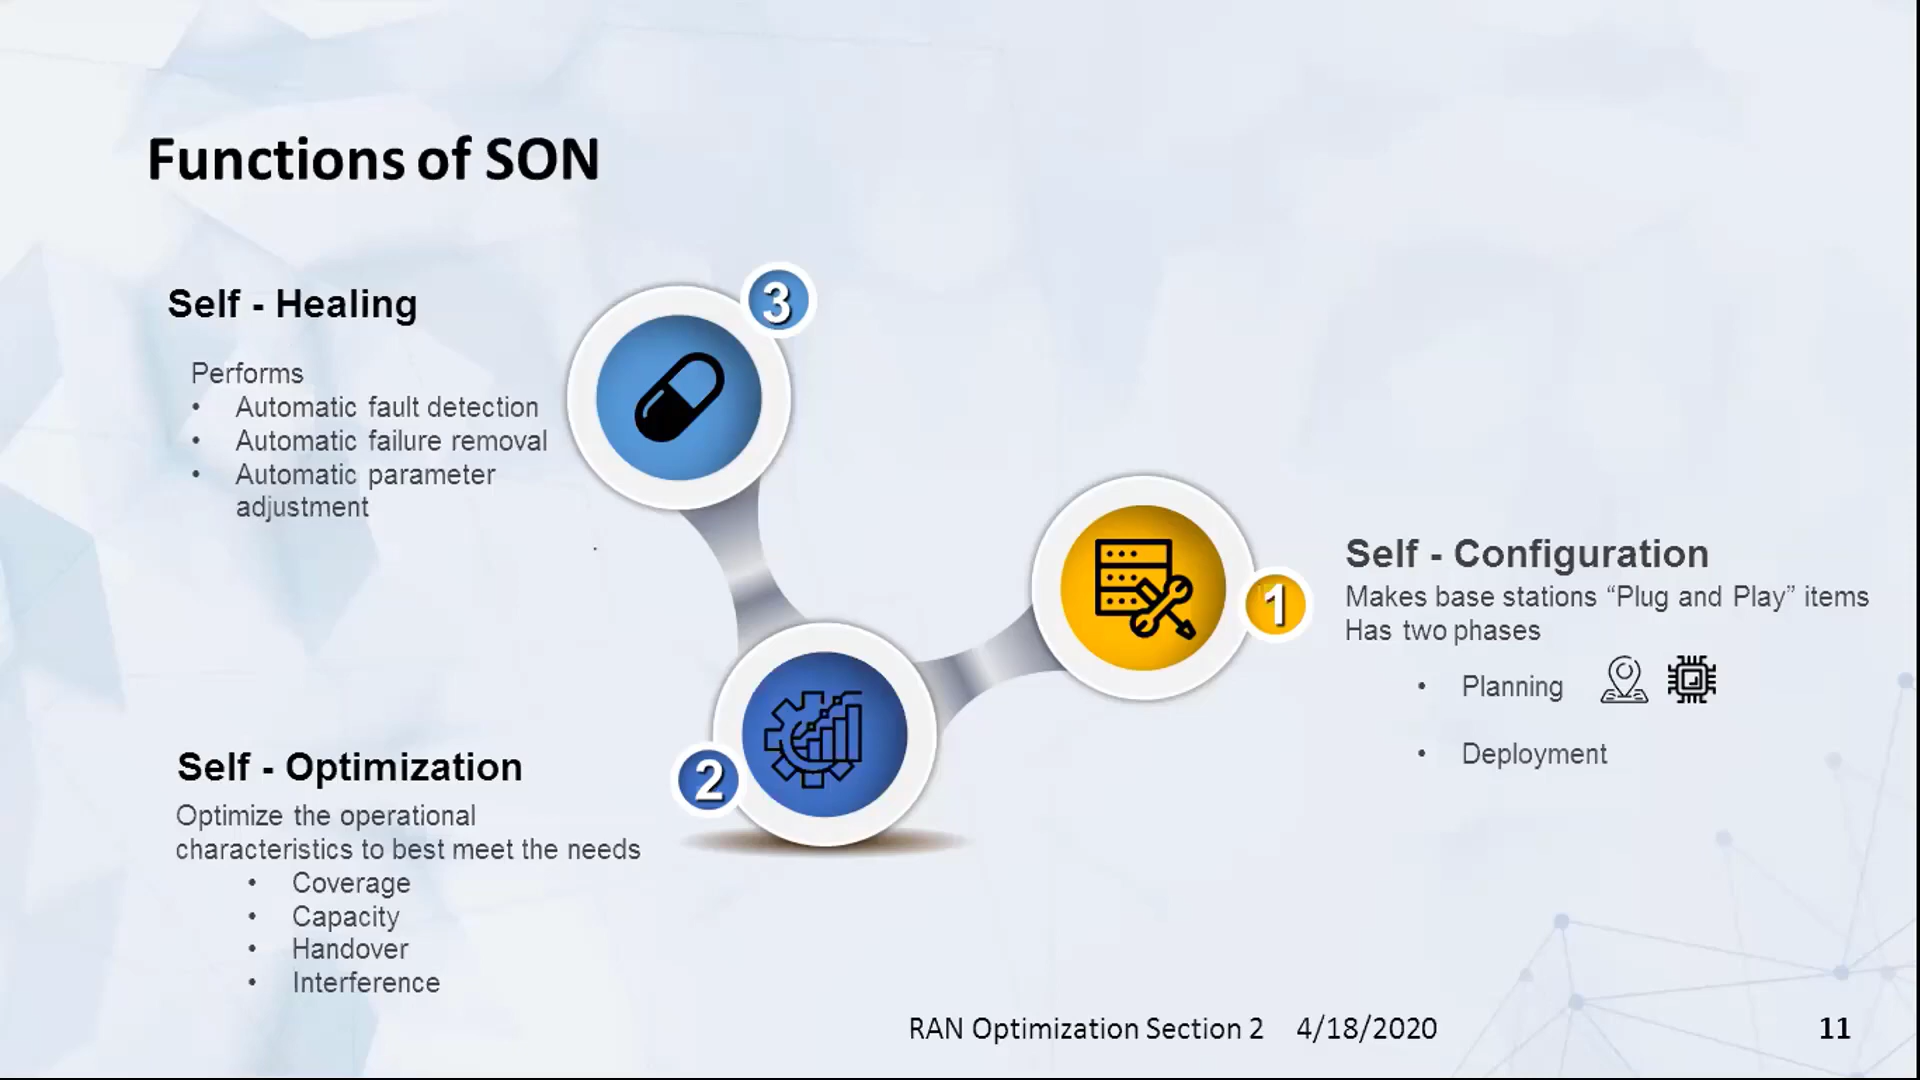 Functions of SON
3
Self - Healing
Performs
• Automatic fault detection
• Automatic failure removal
• Automatic parameter
adjustment
1
Self - Configuration
Makes base stations “Plug and Play” items
Has two phases
• Planning
• Deployment
2
Self - Optimization
Optimize the operational
characteristics to best meet the needs
• Coverage
• Capacity
• Handover
• Interference
RAN Optimization Section 2 4/18/2020
11